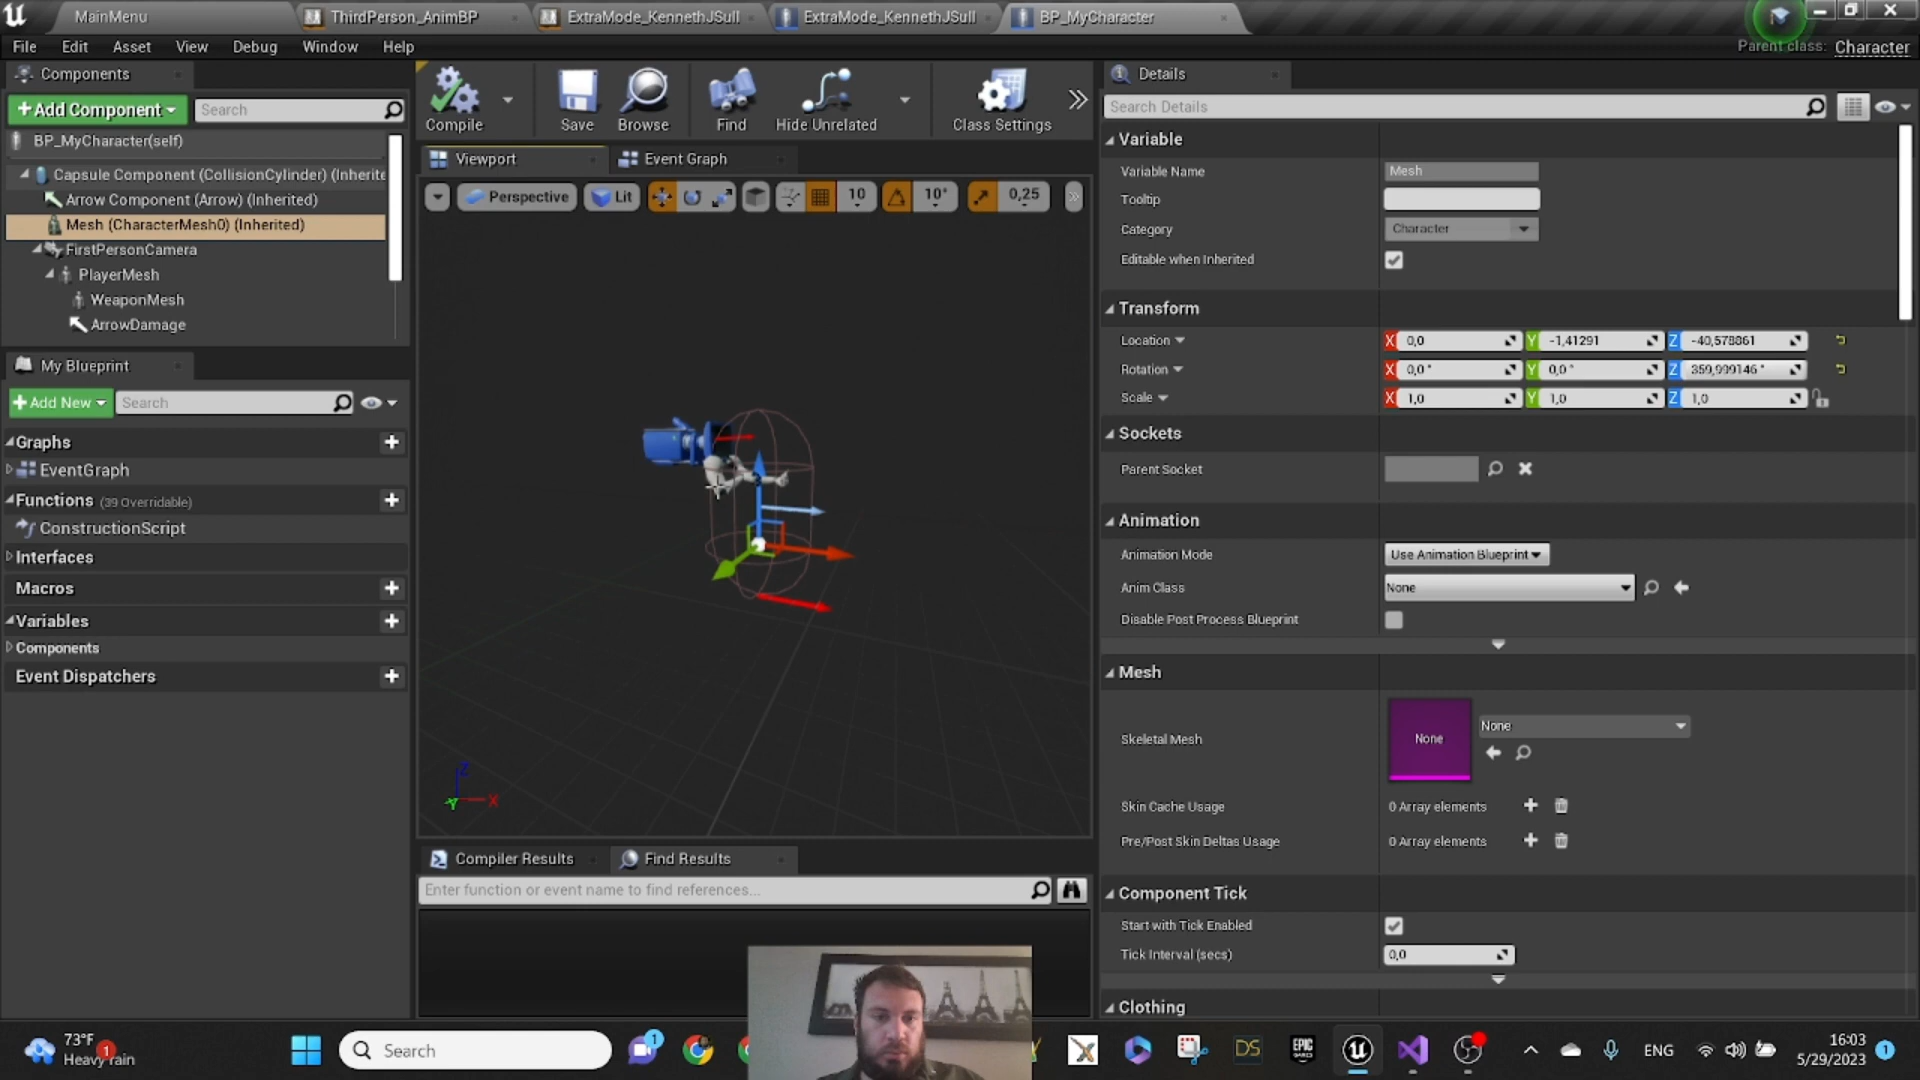 MainMenu
ThirdPerson_AnimBP
ExtraMode_KennethJSull
ExtraMode_KennethJSull
BP_MyCharacter
File Edit Asset View Debug Window Help
Parent class: Character
Components
+Add Component
Search
BP_MyCharacter(self)
Capsule Component (CollisionCylinder) (Inherite
Arrow Component (Arrow) (Inherited)
Mesh (CharacterMesh0) (Inherited)
FirstPersonCamera
PlayerMesh
WeaponMesh
ArrowDamage
My Blueprint
+Add New
Search
Graphs
EventGraph
Functions (39 Overridable)
ConstructionScript
Interfaces
Macros
Variables
Components
Event Dispatchers
Compile
Save
Browse
Find
Hide Unrelated
Class Settings
Viewport
Event Graph
Perspective
Lit
10
10°
0,25
Z
X
Y
Compiler Results
Find Results
Enter function or event name to find references...
Details
Search Details
Variable
Variable Name Mesh
Tooltip
Category Character
Editable when Inherited
Transform
Location X 0,0 Y -1,41291 Z -40,578861
Rotation X 0,0 ° Y 0,0 ° Z 359,999146 °
Scale X 1,0 Y 1,0 Z 1,0
Sockets
Parent Socket
Animation
Animation Mode Use Animation Blueprint
Anim Class None
Disable Post Process Blueprint
Mesh
Skeletal Mesh None None
Skin Cache Usage 0 Array elements
Pre/Post Skin Deltas Usage 0 Array elements
Component Tick
Start with Tick Enabled
Tick Interval (secs) 0,0
Clothing
73°F
Heavy rain
1
Search
1
DS
EPIC GAMES
ENG
16:03
5/29/2023
1